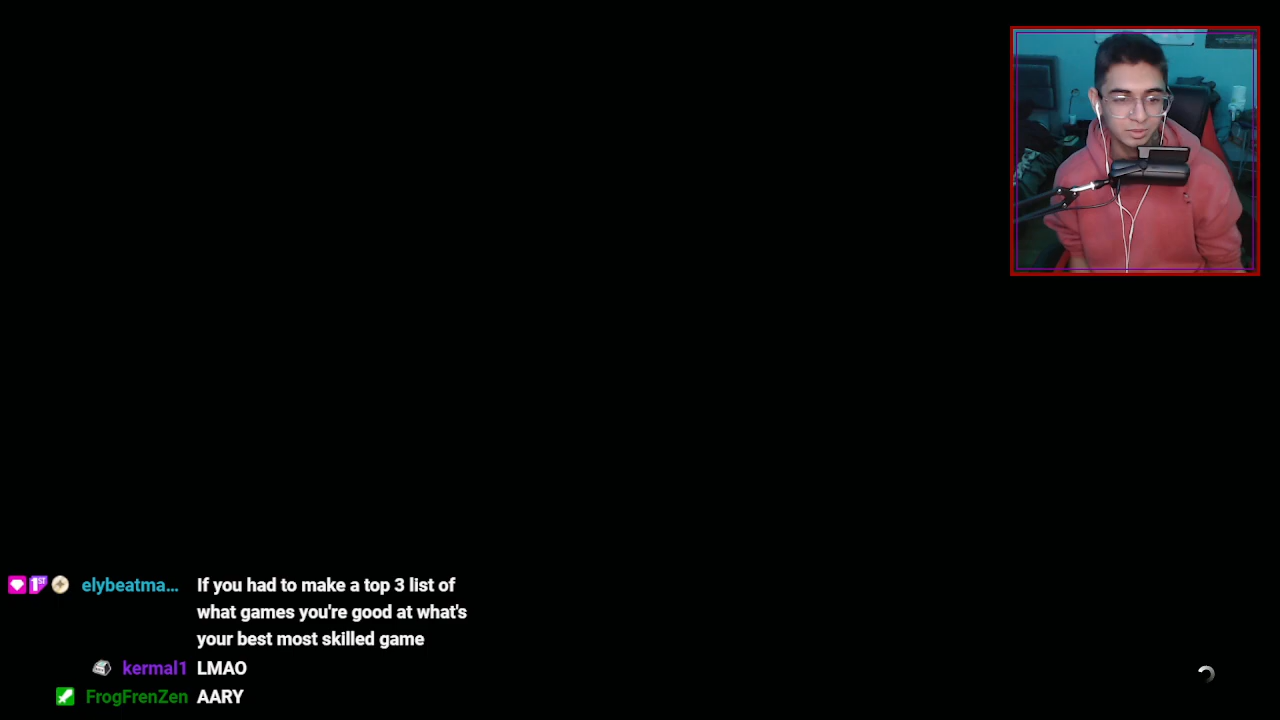 elybeatma... If you had to make a top 3 list of
what games you're good at what's
your best most skilled game
kermal1 LMAO
FrogFrenZen AARY